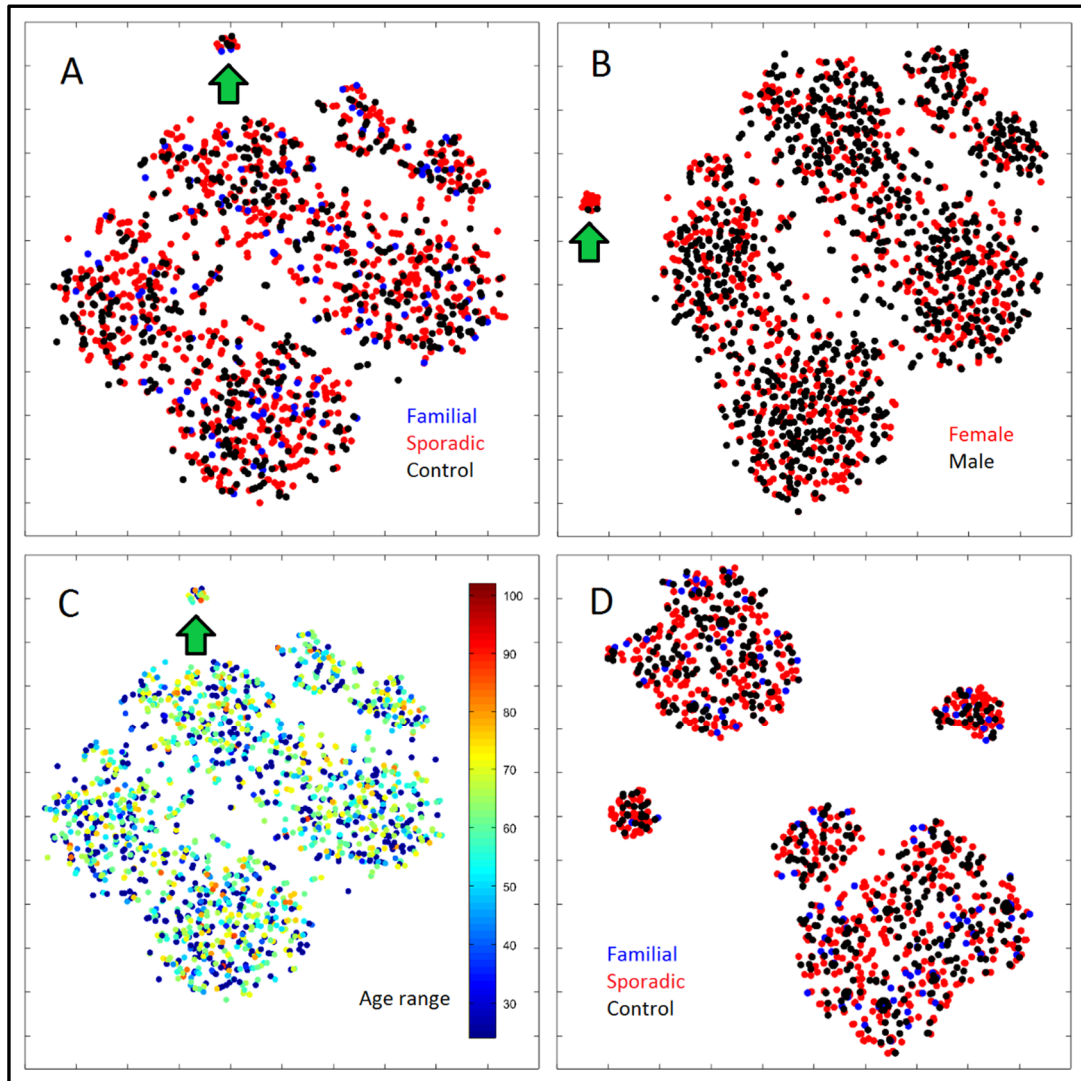 A
Familial
Sporadic
Control
B
Female
Male
C
100
90
80
70
60
50
40
30
Age range
D
Familial
Sporadic
Control